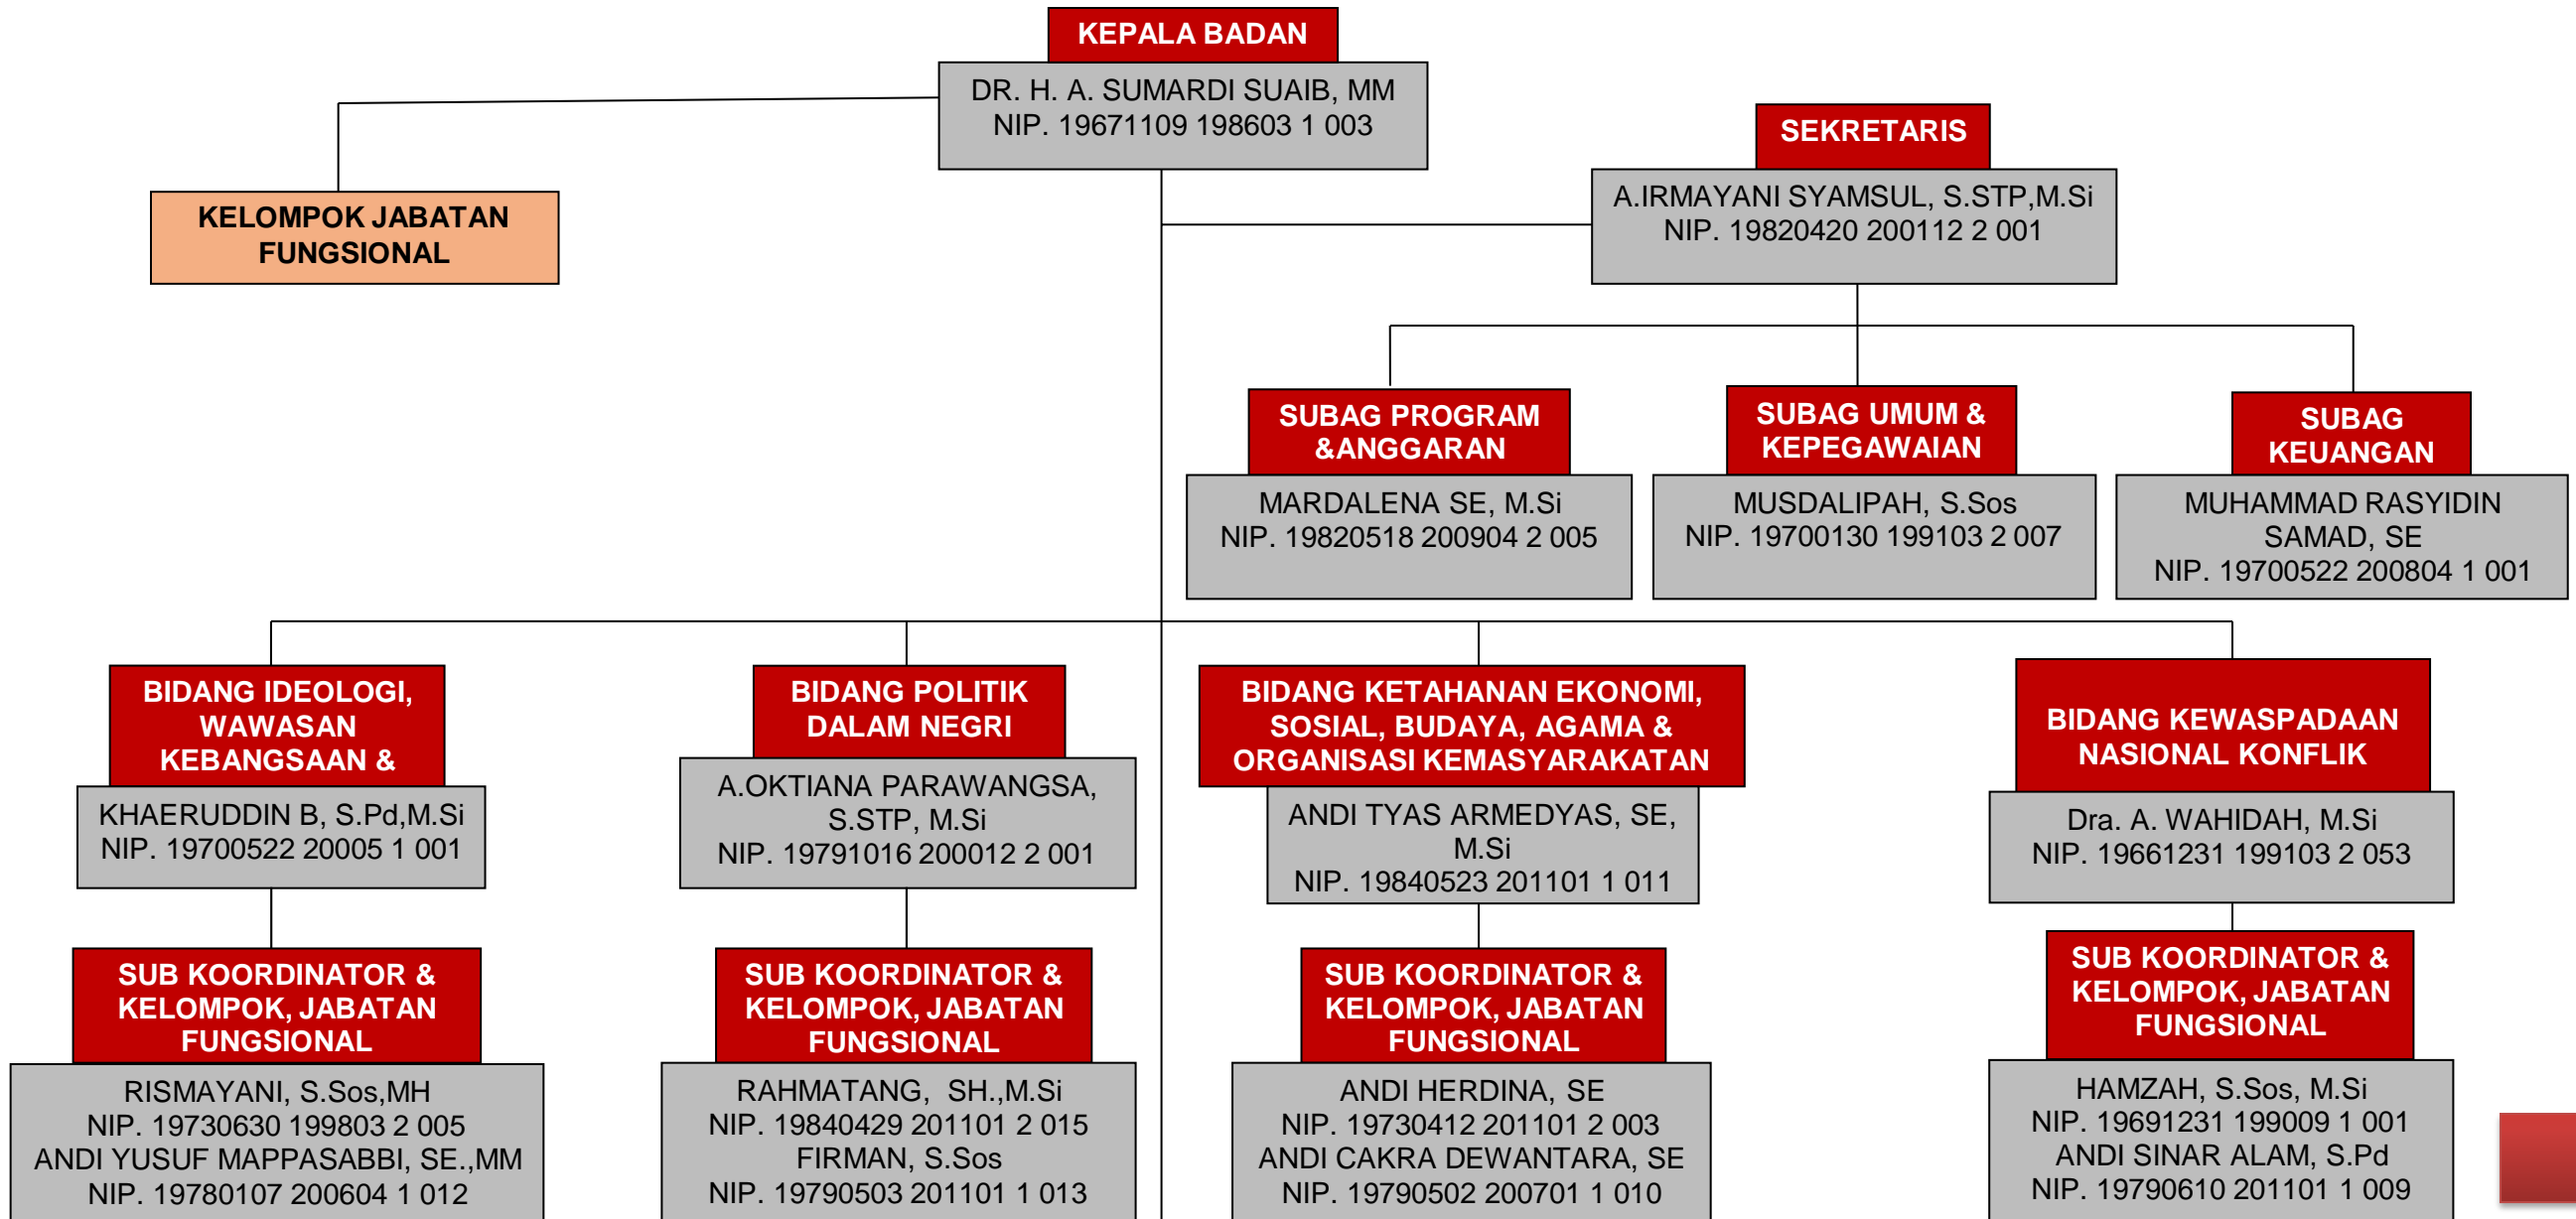 KEPALA BADAN
DR. H. A. SUMARDI SUAIB, MM
NIP. 19671109 198603 1 003
SEKRETARIS
A.IRMAYANI SYAMSUL, S.STP,M.Si
NIP. 19820420 200112 2 001
KELOMPOK JABATAN
FUNGSIONAL
SUBAG PROGRAM
&ANGGARAN
MARDALENA SE, M.Si
NIP. 19820518 200904 2 005
SUBAG UMUM &
KEPEGAWAIAN
MUSDALIPAH, S.Sos
NIP. 19700130 199103 2 007
SUBAG
KEUANGAN
MUHAMMAD RASYIDIN
SAMAD, SE
NIP. 19700522 200804 1 001
BIDANG IDEOLOGI,
WAWASAN
KEBANGSAAN &
KHAERUDDIN B, S.Pd,M.Si
NIP. 19700522 20005 1 001
BIDANG POLITIK
DALAM NEGRI
A.OKTIANA PARAWANGSA,
S.STP, M.Si
NIP. 19791016 200012 2 001
BIDANG KETAHANAN EKONOMI,
SOSIAL, BUDAYA, AGAMA &
ORGANISASI KEMASYARAKATAN
ANDI TYAS ARMEDYAS, SE,
M.Si
NIP. 19840523 201101 1 011
BIDANG KEWASPADAAN
NASIONAL KONFLIK
Dra. A. WAHIDAH, M.Si
NIP. 19661231 199103 2 053
SUB KOORDINATOR &
KELOMPOK, JABATAN
FUNGSIONAL
RISMAYANI, S.Sos,MH
NIP. 19730630 199803 2 005
ANDI YUSUF MAPPASABBI, SE.,MM
NIP. 19780107 200604 1 012
SUB KOORDINATOR &
KELOMPOK, JABATAN
FUNGSIONAL
RAHMATANG, SH.,M.Si
NIP. 19840429 201101 2 015
FIRMAN, S.Sos
NIP. 19790503 201101 1 013
SUB KOORDINATOR &
KELOMPOK, JABATAN
FUNGSIONAL
ANDI HERDINA, SE
NIP. 19730412 201101 2 003
ANDI CAKRA DEWANTARA, SE
NIP. 19790502 200701 1 010
SUB KOORDINATOR &
KELOMPOK, JABATAN
FUNGSIONAL
HAMZAH, S.Sos, M.Si
NIP. 19691231 199009 1 001
ANDI SINAR ALAM, S.Pd
NIP. 19790610 201101 1 009